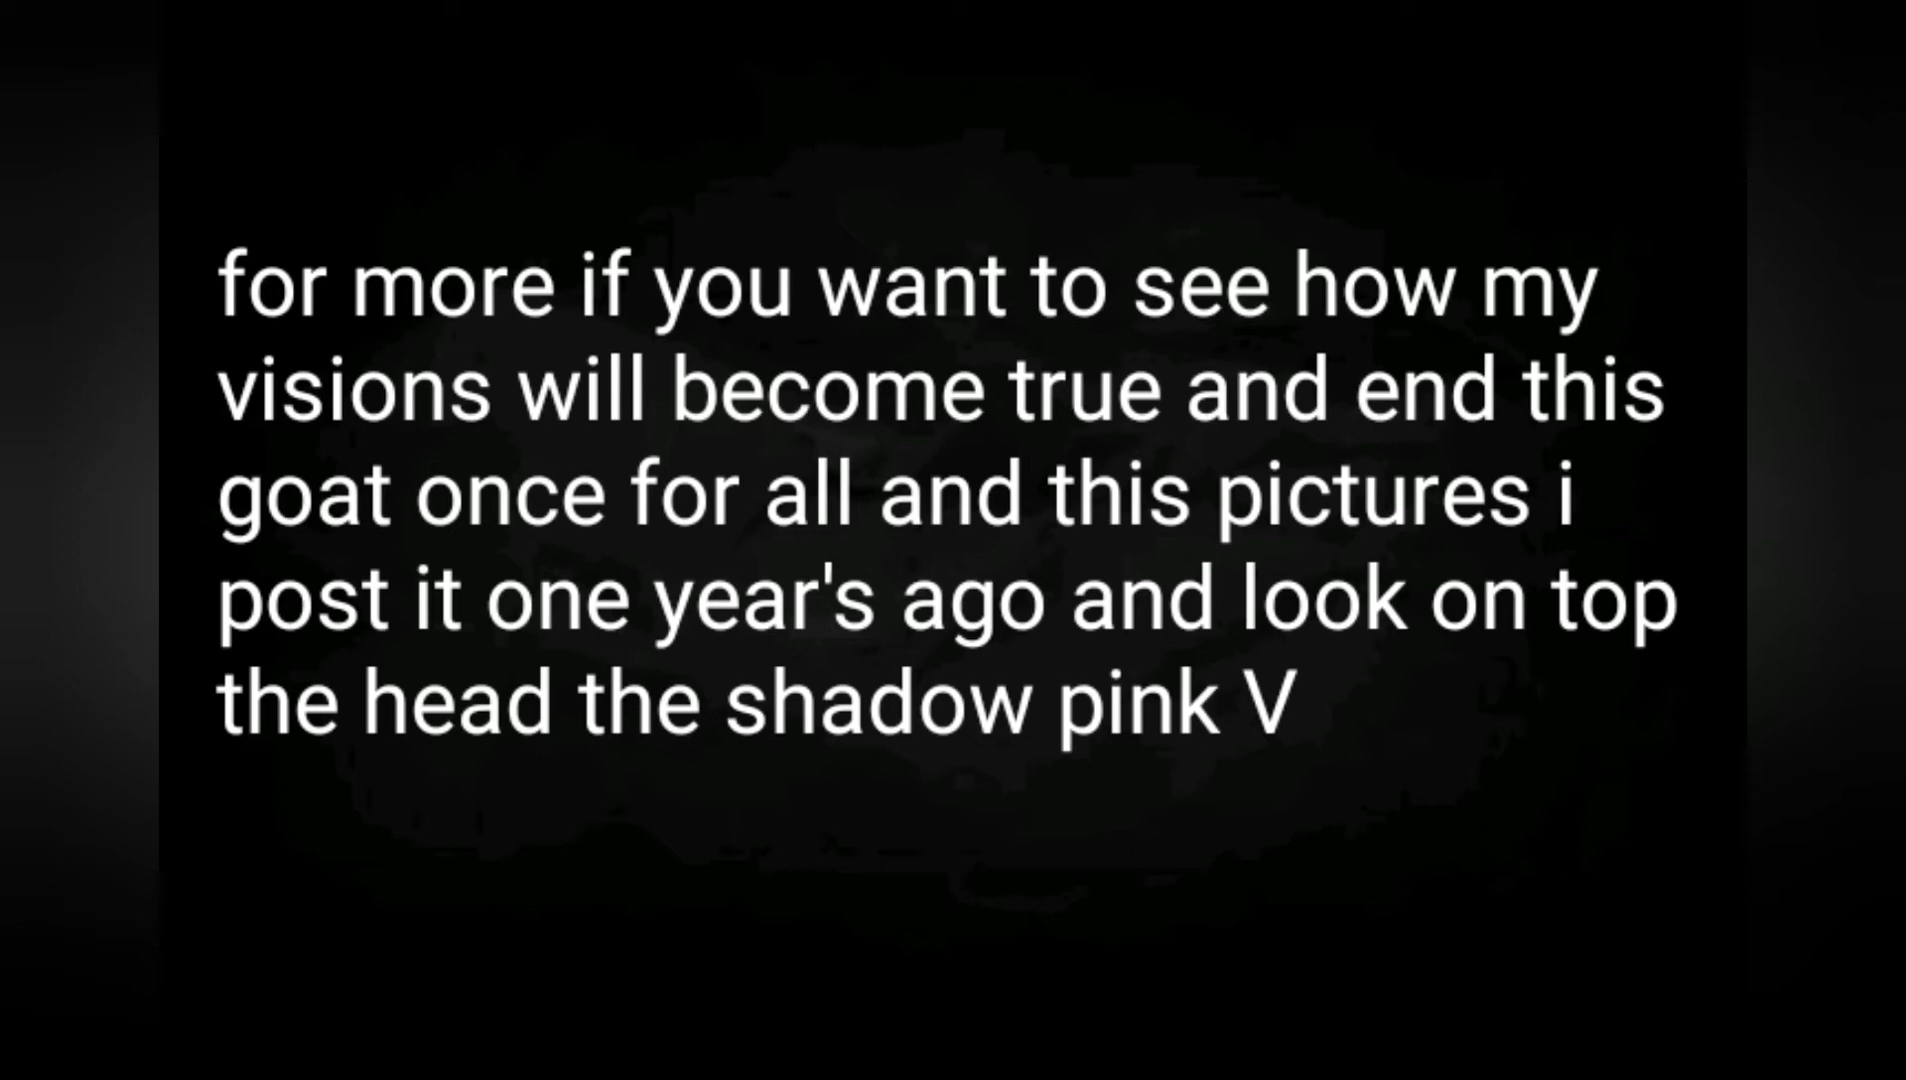 for more if you want to see how my
visions will become true and end this
goat once for all and this pictures i
post it one year's ago and look on top
the head the shadow pink V